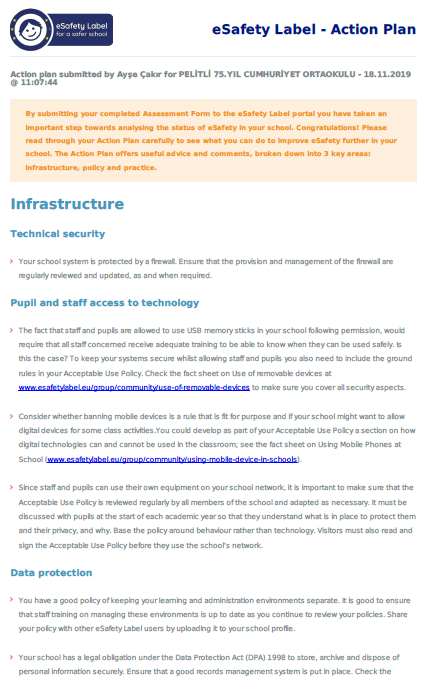 eSafety Label
for a safer school
eSafety Label - Action Plan
Action plan submitted by Ayşe Çakır for PELİTLİ 75.YIL CUMHURİYET ORTAOKULU - 18.11.2019
@ 11:07:44
By submitting your completed Assessment Form to the eSafety Label portal you have taken an
important step towards analysing the status of eSafety in your school. Congratulations! Please
read through your Action Plan carefully to see what you can do to improve eSafety further in your
school. The Action Plan offers useful advice and comments, broken down into 3 key areas:
infrastructure, policy and practice.
Infrastructure
Technical security
› Your school system is protected by a firewall. Ensure that the provision and management of the firewall are
regularly reviewed and updated, as and when required.
Pupil and staff access to technology
› The fact that staff and pupils are allowed to use USB memory sticks in your school following permission, would
require that all staff concerned receive adequate training to be able to know when they can be used safely. Is
this the case? To keep your systems secure whilst allowing staff and pupils you also need to include the ground
rules in your Acceptable Use Policy. Check the fact sheet on Use of removable devices at
www.esafetylabel.eu/group/community/use-of-removable-devices to make sure you cover all security aspects.
› Consider whether banning mobile devices is a rule that is fit for purpose and if your school might want to allow
digital devices for some class activities.You could develop as part of your Acceptable Use Policy a section on how
digital technologies can and cannot be used in the classroom; see the fact sheet on Using Mobile Phones at
School (www.esafetylabel.eu/group/community/using-mobile-device-in-schools).
› Since staff and pupils can use their own equipment on your school network, it is important to make sure that the
Acceptable Use Policy is reviewed regularly by all members of the school and adapted as necessary. It must be
discussed with pupils at the start of each academic year so that they understand what is in place to protect them
and their privacy, and why. Base the policy around behaviour rather than technology. Visitors must also read and
sign the Acceptable Use Policy before they use the school's network.
Data protection
› You have a good policy of keeping your learning and administration environments separate. It is good to ensure
that staff training on managing these environments is up to date as you continue to review your policies. Share
your policy with other eSafety Label users by uploading it to your school profile.
› Your school has a legal obligation under the Data Protection Act (DPA) 1998 to store, archive and dispose of
personal information securely. Ensure that a good records management system is put in place. Check the